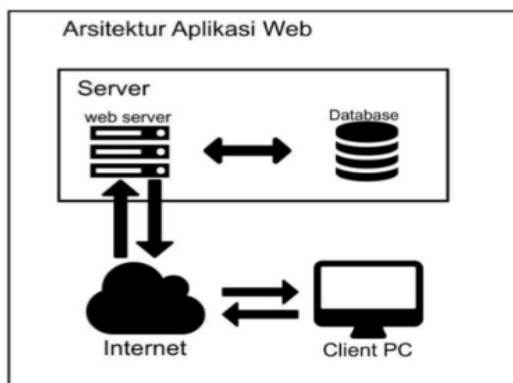 Arsitektur Aplikasi Web
Server
web server
Database
Internet
Client PC